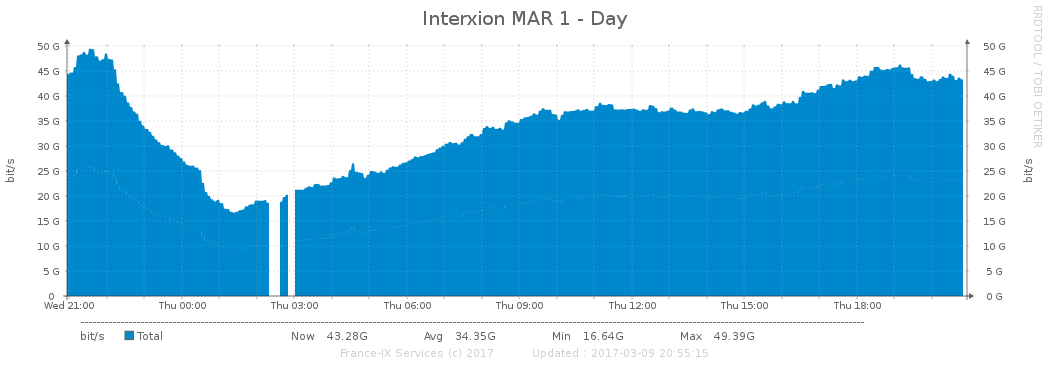 Interxion MAR 1 - Day
RRDTOOL / TOBI OETIKER
50 G 50 G
45 G 45 G
40 G 40 G
35 G 35 G
30 G 30 G
25 G 25 G
20 G 20 G
15 G 15 G
10 G 10 G
5 G 5 G
0 0 G
bit/s bit/s
Wed 21:00 Thu 00:00 Thu 03:00 Thu 06:00 Thu 09:00 Thu 12:00 Thu 15:00 Thu 18:00
bit/s Total Now 43.28G Avg 34.35G Min 16.64G Max 49.39G
France-IX Services (c) 2017 Updated : 2017-03-09 20:55:15